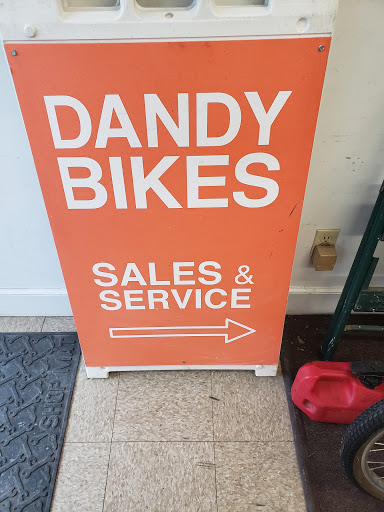 DANDY
BIKES
SALES &
SERVICE